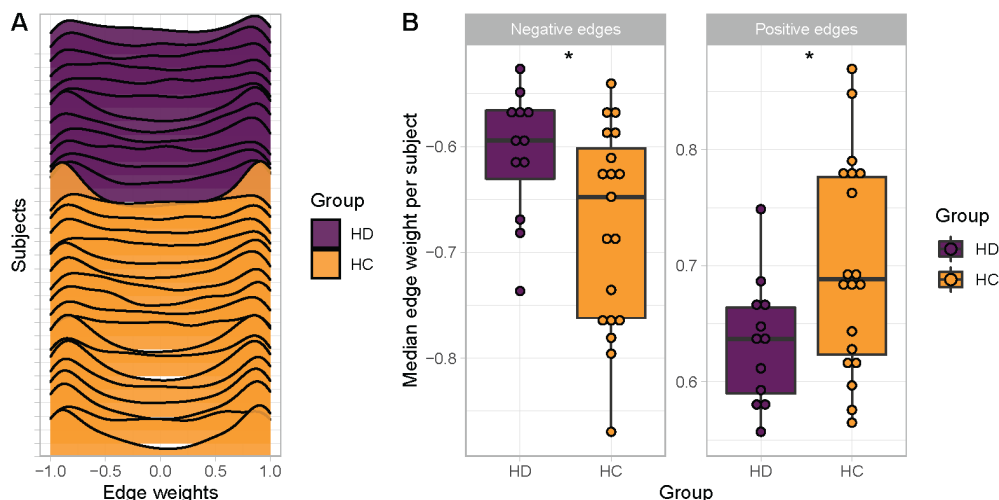 A
Subjects
-1.0 -0.5 0.0 0.5 1.0
Edge weights
Group
HD
HC
B
Negative edges
Positive edges
*
*
Median edge weight per subject
-0.6
-0.7
-0.8
0.8
0.7
0.6
HD HC
HD HC
Group
Group
HD
HC